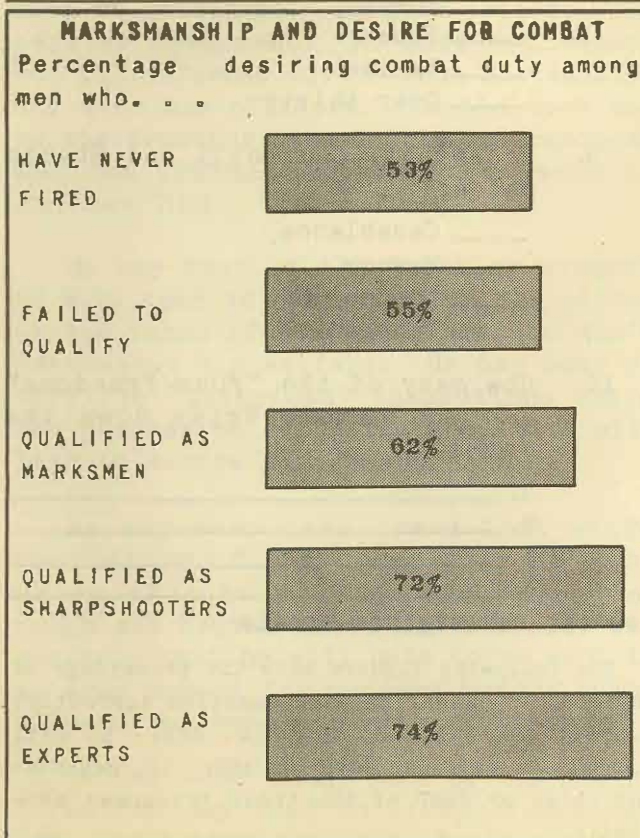 MARKSMANSHIP AND DESIRE FOR COMBAT
Percentage desiring combat duty among
men who. . .
HAVE NEVER
FIRED
53%
FAILED TO
QUALIFY
55%
QUALIFIED AS
MARKSMEN
62%
QUALIFIED AS
SHARPSHOOTERS
72%
QUALIFIED AS
EXPERTS
74%